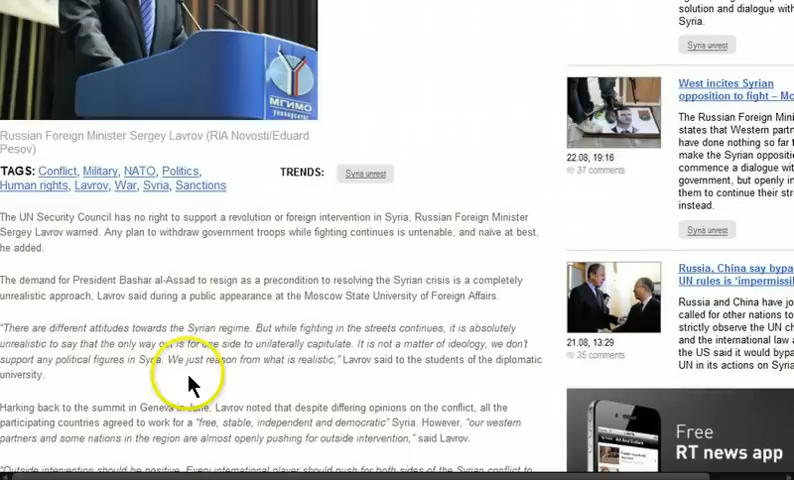 МГИМО
университет
Russian Foreign Minister Sergey Lavrov (RIA Novosti/Eduard
Pesov)
TAGS: Conflict, Military, NATO, Politics,
Human rights, Lavrov, War, Syria, Sanctions
TRENDS: Syria unrest
The UN Security Council has no right to support a revolution or foreign intervention in Syria, Russian Foreign Minister
Sergey Lavrov warned. Any plan to withdraw government troops while fighting continues is untenable, and naïve at best,
he added.
The demand for President Bashar al-Assad to resign as a precondition to resolving the Syrian crisis is a completely
unrealistic approach, Lavrov said during a public appearance at the Moscow State University of Foreign Affairs.
“There are different attitudes towards the Syrian regime. But while fighting in the streets continues, it is absolutely
unrealistic to say that the only way out is for one side to unilaterally capitulate. It is not a matter of ideology, we don’t
support any political figures in Syria. We just reason from what is realistic,” Lavrov said to the students of the diplomatic
university.
Harking back to the summit in Geneva in June, Lavrov noted that despite differing opinions on the conflict, all the
participating countries agreed to work for a “free, stable, independent and democratic” Syria. However, “our western
partners and some nations in the region are almost openly pushing for outside intervention,” said Lavrov.
“Outside intervention should be positive. Every international player should push for both sides of the Syrian conflict to
solution and dialogue with
Syria.
Syria unrest
West incites Syrian
opposition to fight – Mo
22.08, 19:16
37 comments
The Russian Foreign Mini
states that Western partn
have done nothing so far t
make the Syrian oppositi
commence a dialogue wit
government, but openly in
them to continue their str
instead.
Syria unrest
Russia, China say bypa
UN rules is ‘impermissi
21.08, 13:29
35 comments
Russia and China have jo
called for other nations to
strictly observe the UN ch
and the international law a
the US said it would bypa
UN in its actions on Syria
Free
RT news app